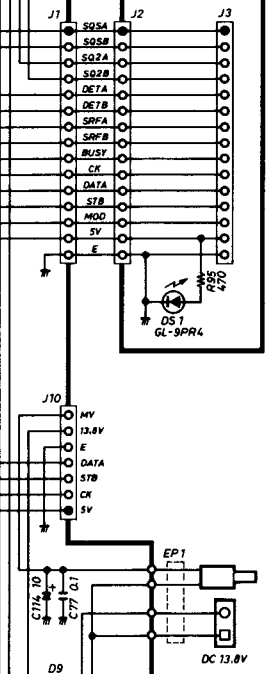 J1 J2 J3
SQSA
SQSB
SQ2A
SQ2B
DETA
DETB
SRFA
SRFB
BUSY
CK
DATA
STB
MOD
5V
E
R95
470
DS1
GL-9PR4
J10
MV
13.8V
E
DATA
STB
CK
5V
EP1
C114 10
+
C77 0.1
DC 13.8V
D9